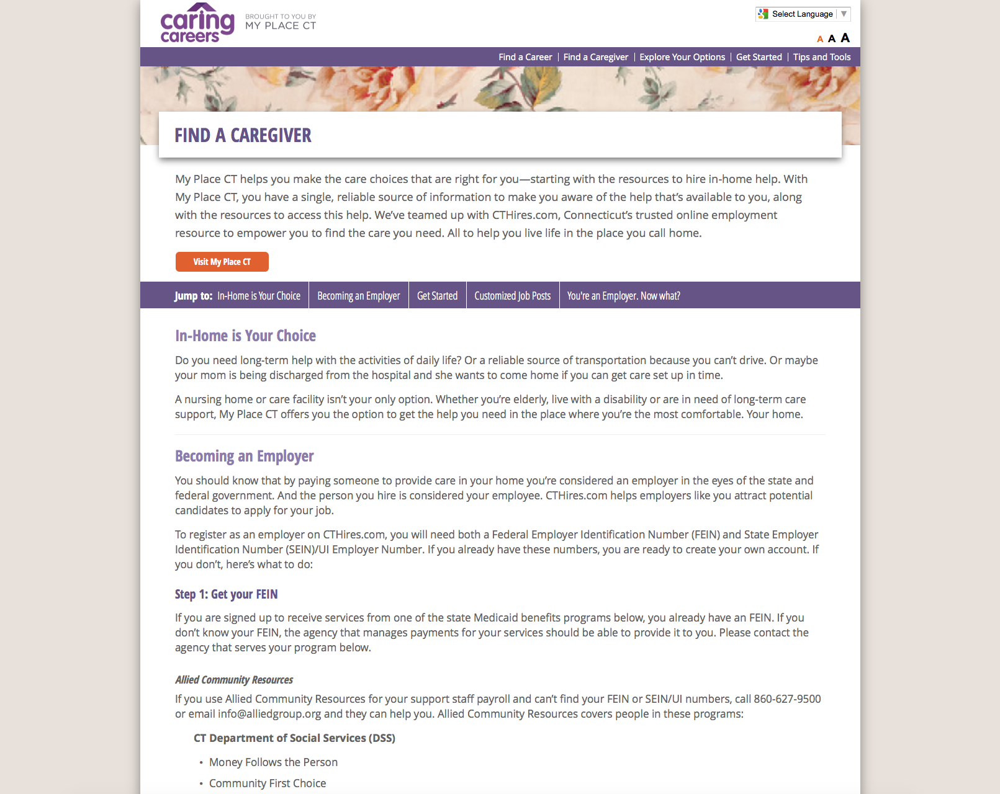 caring
careers
BROUGHT TO YOU BY
MY PLACE CT
Select Language ▼
A A A
Find a Career | Find a Caregiver | Explore Your Options | Get Started | Tips and Tools
FIND A CAREGIVER
My Place CT helps you make the care choices that are right for you—starting with the resources to hire in-home help. With
My Place CT, you have a single, reliable source of information to make you aware of the help that’s available to you, along
with the resources to access this help. We’ve teamed up with CTHires.com, Connecticut’s trusted online employment
resource to empower you to find the care you need. All to help you live life in the place you call home.
Visit My Place CT
Jump to: In-Home is Your Choice | Becoming an Employer | Get Started | Customized Job Posts | You're an Employer. Now what?
In-Home is Your Choice
Do you need long-term help with the activities of daily life? Or a reliable source of transportation because you can’t drive. Or maybe
your mom is being discharged from the hospital and she wants to come home if you can get care set up in time.
A nursing home or care facility isn’t your only option. Whether you’re elderly, live with a disability or are in need of long-term care
support, My Place CT offers you the option to get the help you need in the place where you’re the most comfortable. Your home.
Becoming an Employer
You should know that by paying someone to provide care in your home you’re considered an employer in the eyes of the state and
federal government. And the person you hire is considered your employee. CTHires.com helps employers like you attract potential
candidates to apply for your job.
To register as an employer on CTHires.com, you will need both a Federal Employer Identification Number (FEIN) and State Employer
Identification Number (SEIN)/UI Employer Number. If you already have these numbers, you are ready to create your own account. If
you don’t, here’s what to do:
Step 1: Get your FEIN
If you are signed up to receive services from one of the state Medicaid benefits programs below, you already have an FEIN. If you
don’t know your FEIN, the agency that manages payments for your services should be able to provide it to you. Please contact the
agency that serves your program below.
Allied Community Resources
If you use Allied Community Resources for your support staff payroll and can’t find your FEIN or SEIN/UI numbers, call 860-627-9500
or email info@alliedgroup.org and they can help you. Allied Community Resources covers people in these programs:
CT Department of Social Services (DSS)
• Money Follows the Person
• Community First Choice